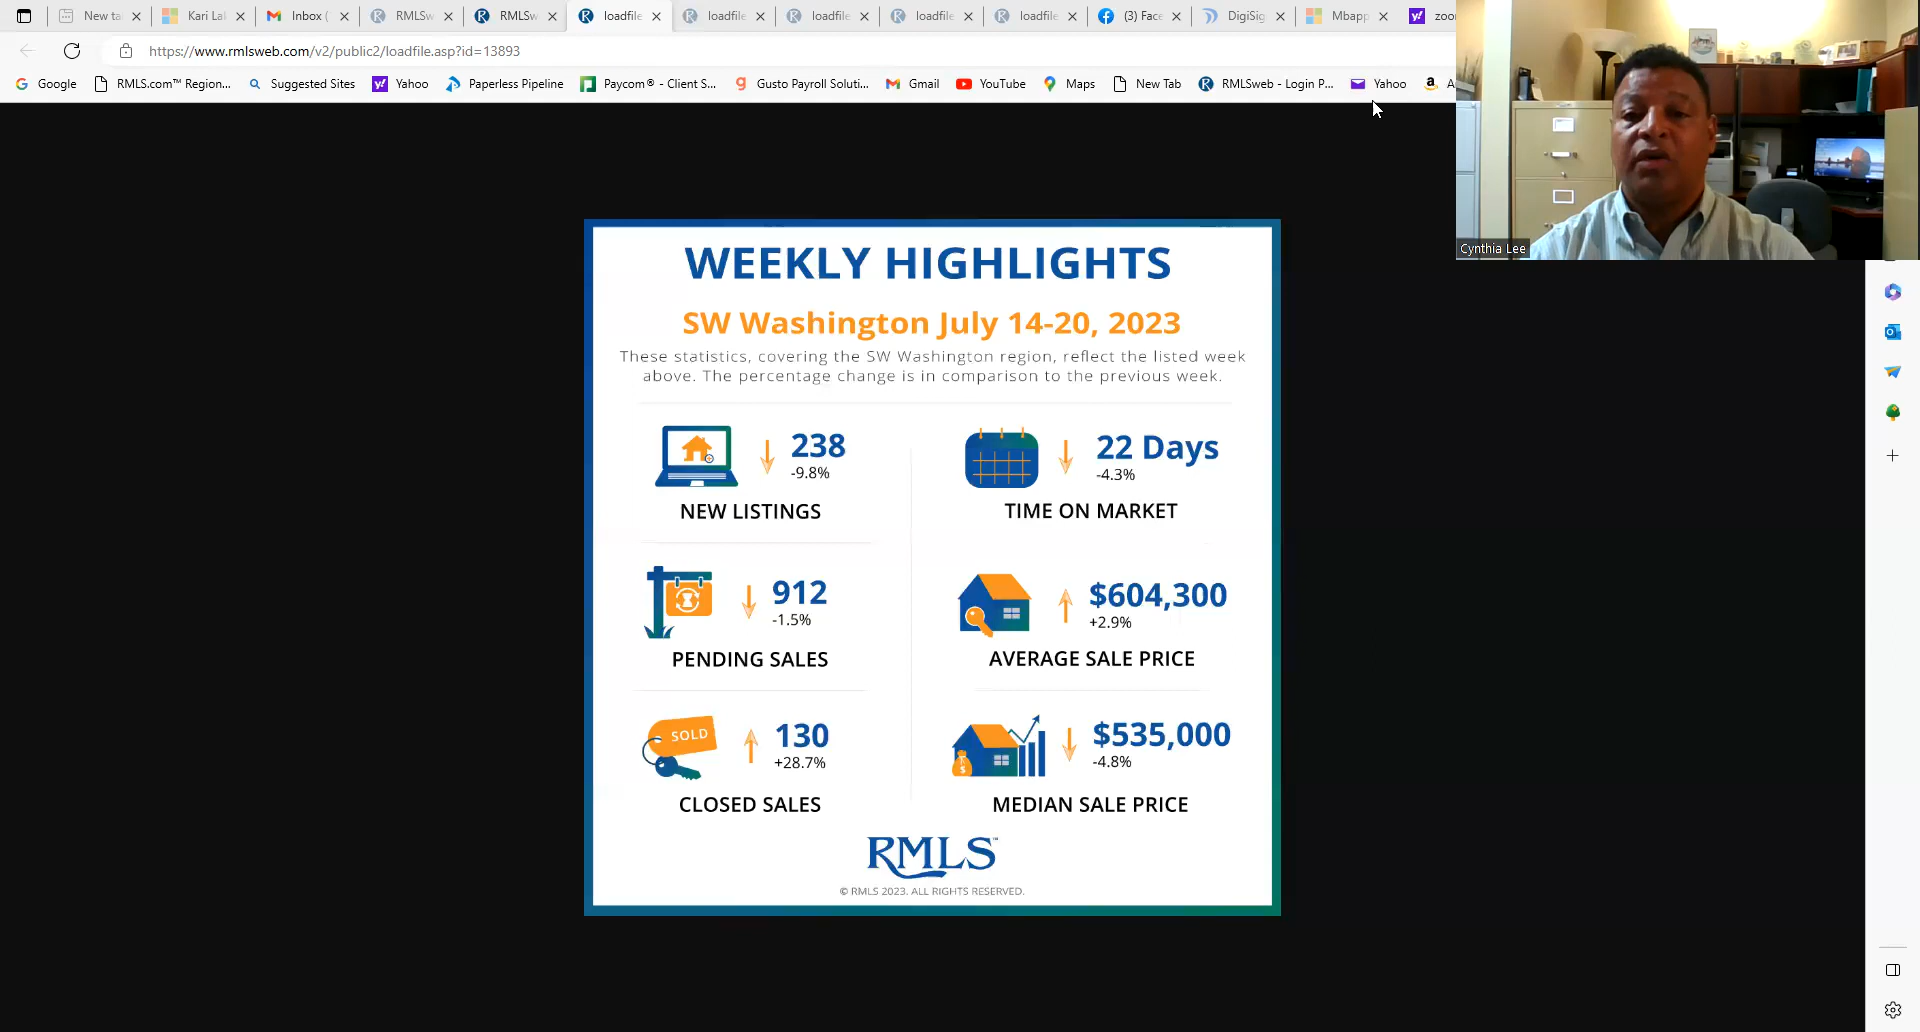 New ta
Kari Lal
Inbox (
RMLSw
RMLSw
loadfile
loadfile
loadfile
loadfile
loadfile
(3) Face
DigiSig
Mbapp
zoo
https://www.rmlsweb.com/v2/public2/loadfile.asp?id=13893
Google
RMLS.com™ Region...
Suggested Sites
Yahoo
Paperless Pipeline
Paycom® - Client S...
Gusto Payroll Soluti...
Gmail
YouTube
Maps
New Tab
RMLSweb - Login P...
Yahoo
Cynthia Lee
WEEKLY HIGHLIGHTS
SW Washington July 14-20, 2023
These statistics, covering the SW Washington region, reflect the listed week
above. The percentage change is in comparison to the previous week.
238
-9.8%
NEW LISTINGS
22 Days
-4.3%
TIME ON MARKET
912
-1.5%
PENDING SALES
$604,300
+2.9%
AVERAGE SALE PRICE
SOLD
130
+28.7%
CLOSED SALES
$535,000
-4.8%
MEDIAN SALE PRICE
RMLS™
© RMLS 2023. ALL RIGHTS RESERVED.